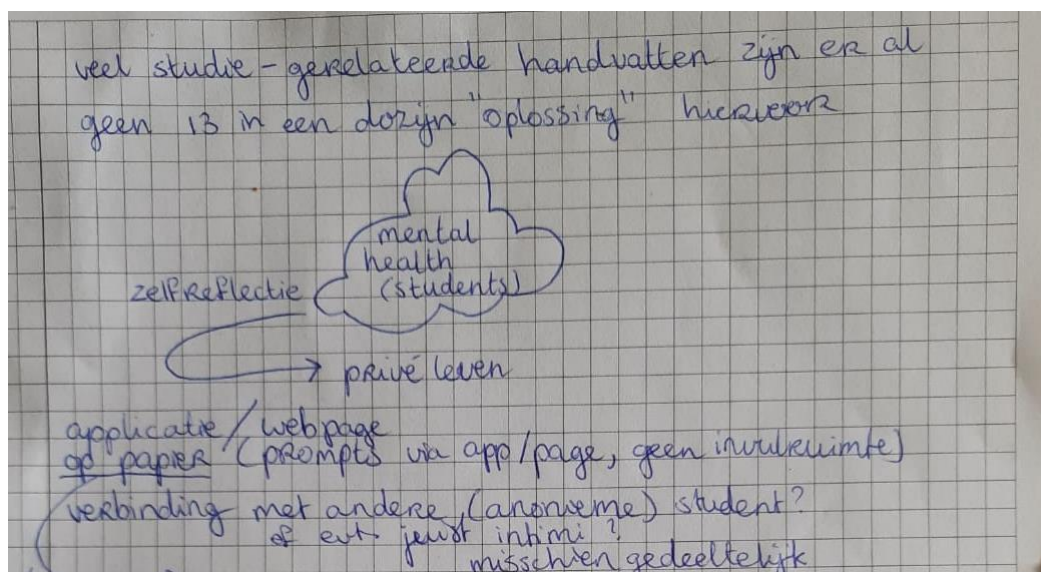 veel studie-gerelateerde handvatten zijn er al
geen 13 in een dozijn "oplossing" hiervoor
mental
health
(students)
zelfreflectie
privé leven
applicatie/webpage
op papier (prompts via app/page, geen invulruimte)
verbinding met andere, (anonieme) student?
of evt. juist intimi?
misschien gedeeltelijk